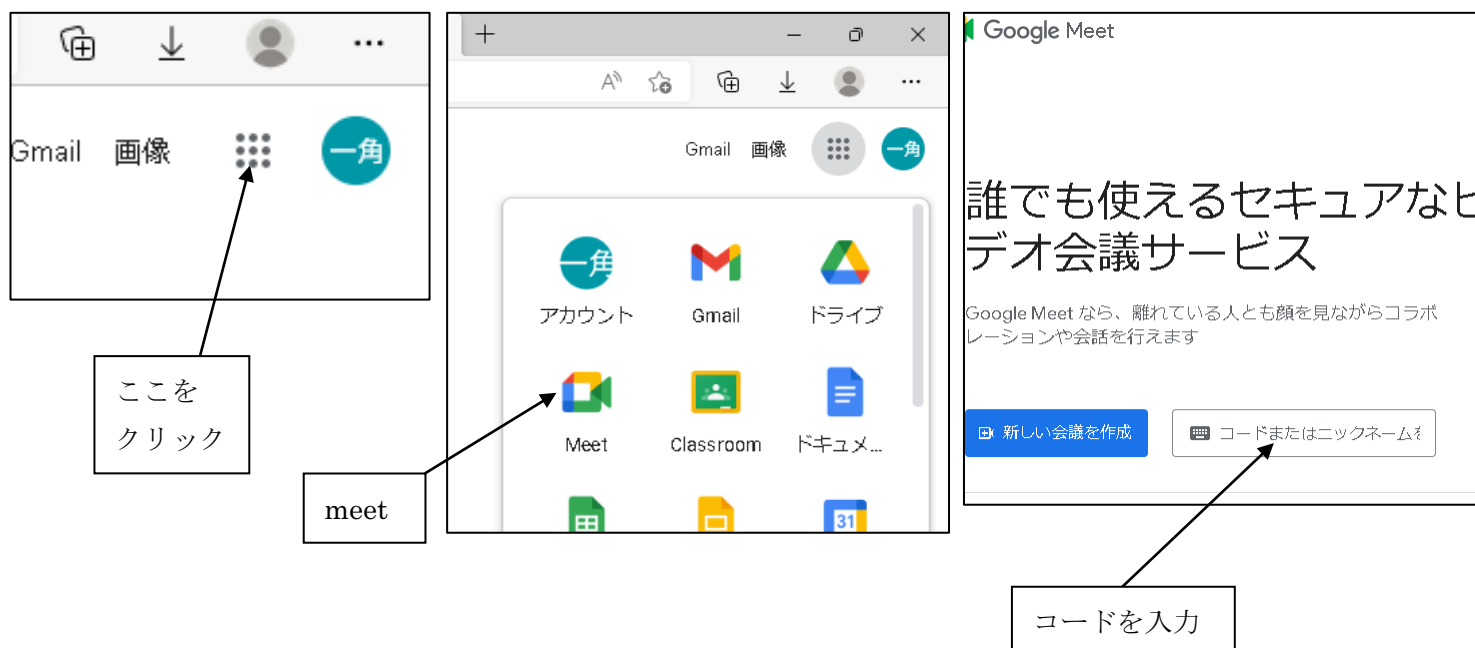 Gmail 画像 一角
ここを
クリック
Gmail 画像 一角
一角
アカウント Gmail ドライブ
Meet Classroom ドキュメ...
31
meet
Google Meet
誰でも使えるセキュアなビ
デオ会議サービス
Google Meet なら、離れている人とも顔を見ながらコラボ
レーションや会話を行えます
新しい会議を作成 コードまたはニックネームを
コードを入力